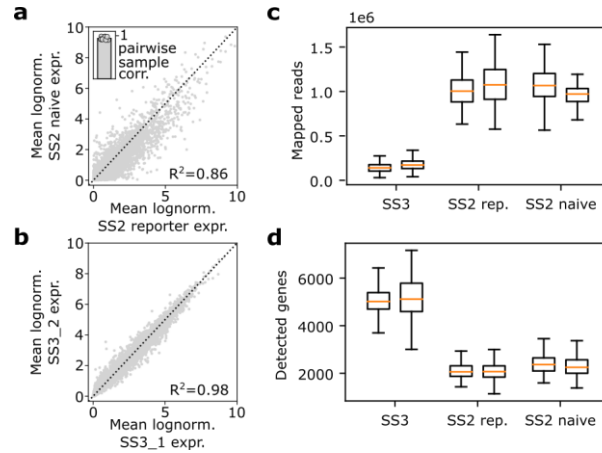 a
10
8
6
4
2
0
Mean lognorm.
SS2 naive expr.
1
pairwise
sample
corr.
R²=0.86
0 5 10
Mean lognorm.
SS2 reporter expr.
b
10
8
6
4
2
0
Mean lognorm.
SS3_2 expr.
R²=0.98
0 5 10
Mean lognorm.
SS3_1 expr.
c
1e6
1.5
1.0
0.5
0.0
Mapped reads
SS3 SS2 rep. SS2 naive
d
6000
4000
2000
Detected genes
SS3 SS2 rep. SS2 naive